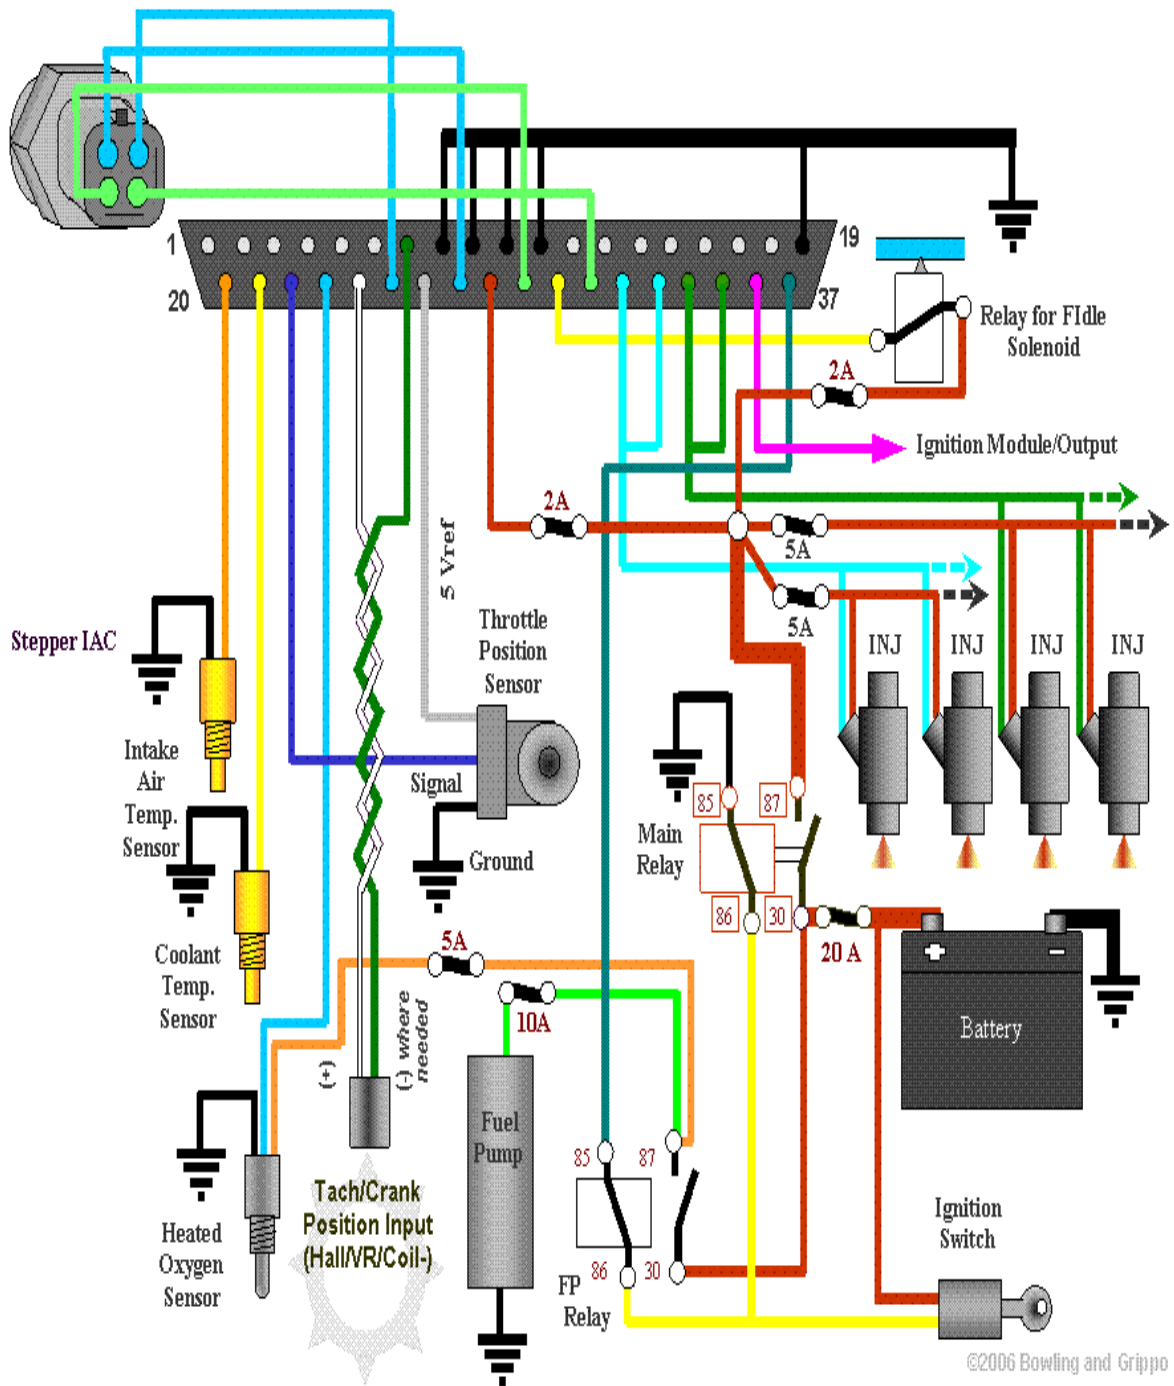 1
19
20
37
Relay for FIdle
Solenoid
2A
Ignition Module/Output
2A
5A
5 Vref
5A
Stepper IAC
Throttle
Position
Sensor
INJ
INJ
INJ
INJ
Intake
Air
Temp.
Sensor
Signal
Ground
85
87
Main
Relay
86
30
20 A
Coolant
Temp.
Sensor
5A
10A
(+)
(-) where
needed
Battery
Fuel
Pump
85
87
Tach/Crank
Position Input
(Hall/VR/Coil-)
Heated
Oxygen
Sensor
86
30
FP
Relay
Ignition
Switch
©2006 Bowling and Grippo